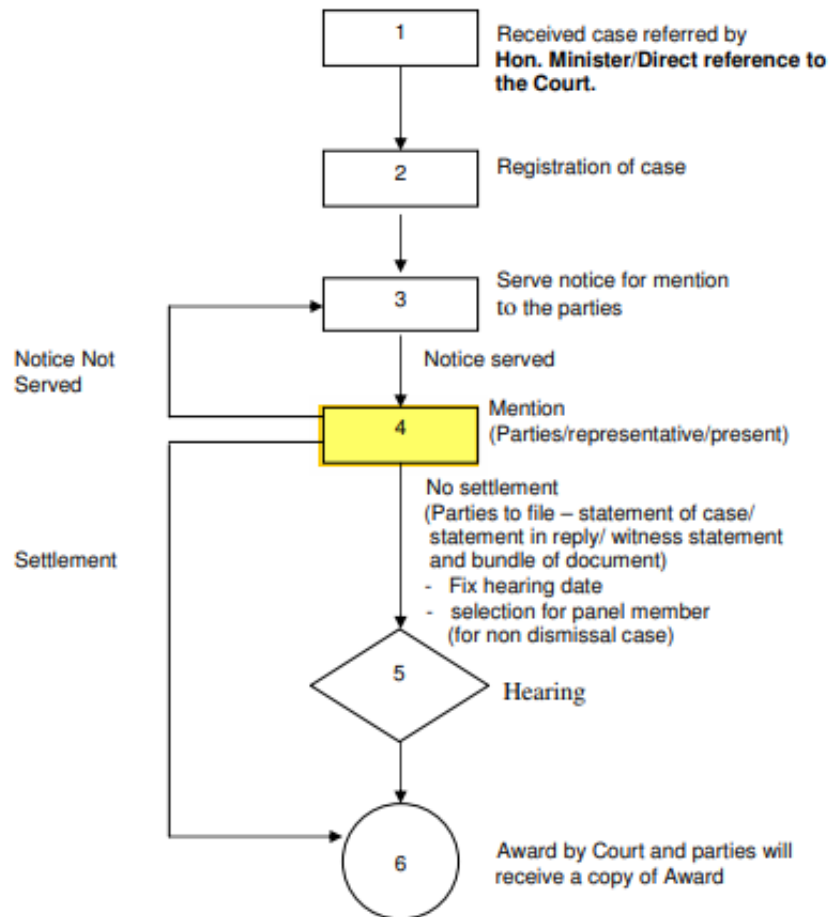 1
Received case referred by
Hon. Minister/Direct reference to
the Court.
2
Registration of case
3
Serve notice for mention
to the parties
Notice Not
Served
Notice served
4
Mention
(Parties/representative/present)
No settlement
(Parties to file – statement of case/
statement in reply/ witness statement
and bundle of document)
- Fix hearing date
- selection for panel member
(for non dismissal case)
Settlement
5
Hearing
6
Award by Court and parties will
receive a copy of Award